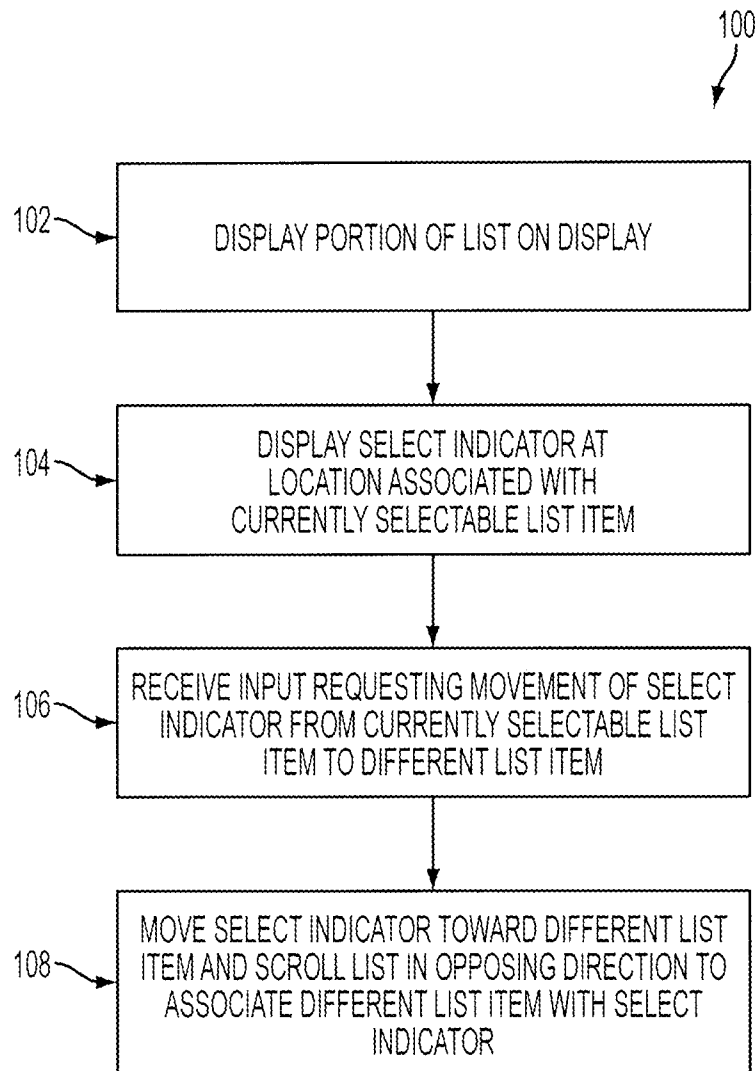 100
102
DISPLAY PORTION OF LIST ON DISPLAY
104
DISPLAY SELECT INDICATOR AT
LOCATION ASSOCIATED WITH
CURRENTLY SELECTABLE LIST ITEM
106
RECEIVE INPUT REQUESTING MOVEMENT OF SELECT
INDICATOR FROM CURRENTLY SELECTABLE LIST
ITEM TO DIFFERENT LIST ITEM
108
MOVE SELECT INDICATOR TOWARD DIFFERENT LIST
ITEM AND SCROLL LIST IN OPPOSING DIRECTION TO
ASSOCIATE DIFFERENT LIST ITEM WITH SELECT
INDICATOR